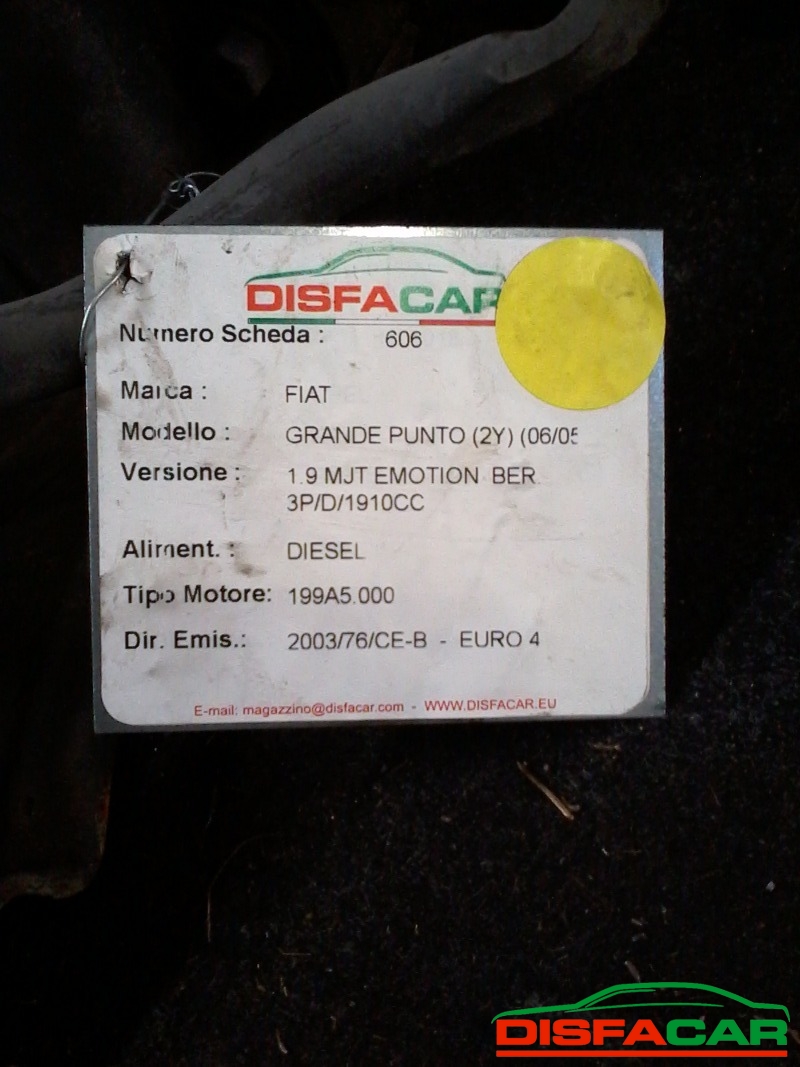 DISFACAR
Numero Scheda : 606
Marca : FIAT
Modello : GRANDE PUNTO (2Y) (06/05
Versione : 1.9 MJT EMOTION BER.
3P/D/1910CC
Aliment. : DIESEL
Tipo Motore: 199A5.000
Dir. Emis.: 2003/76/CE-B - EURO 4
E-mail: magazzino@disfacar.com - WWW.DISFACAR.EU
DISFACAR